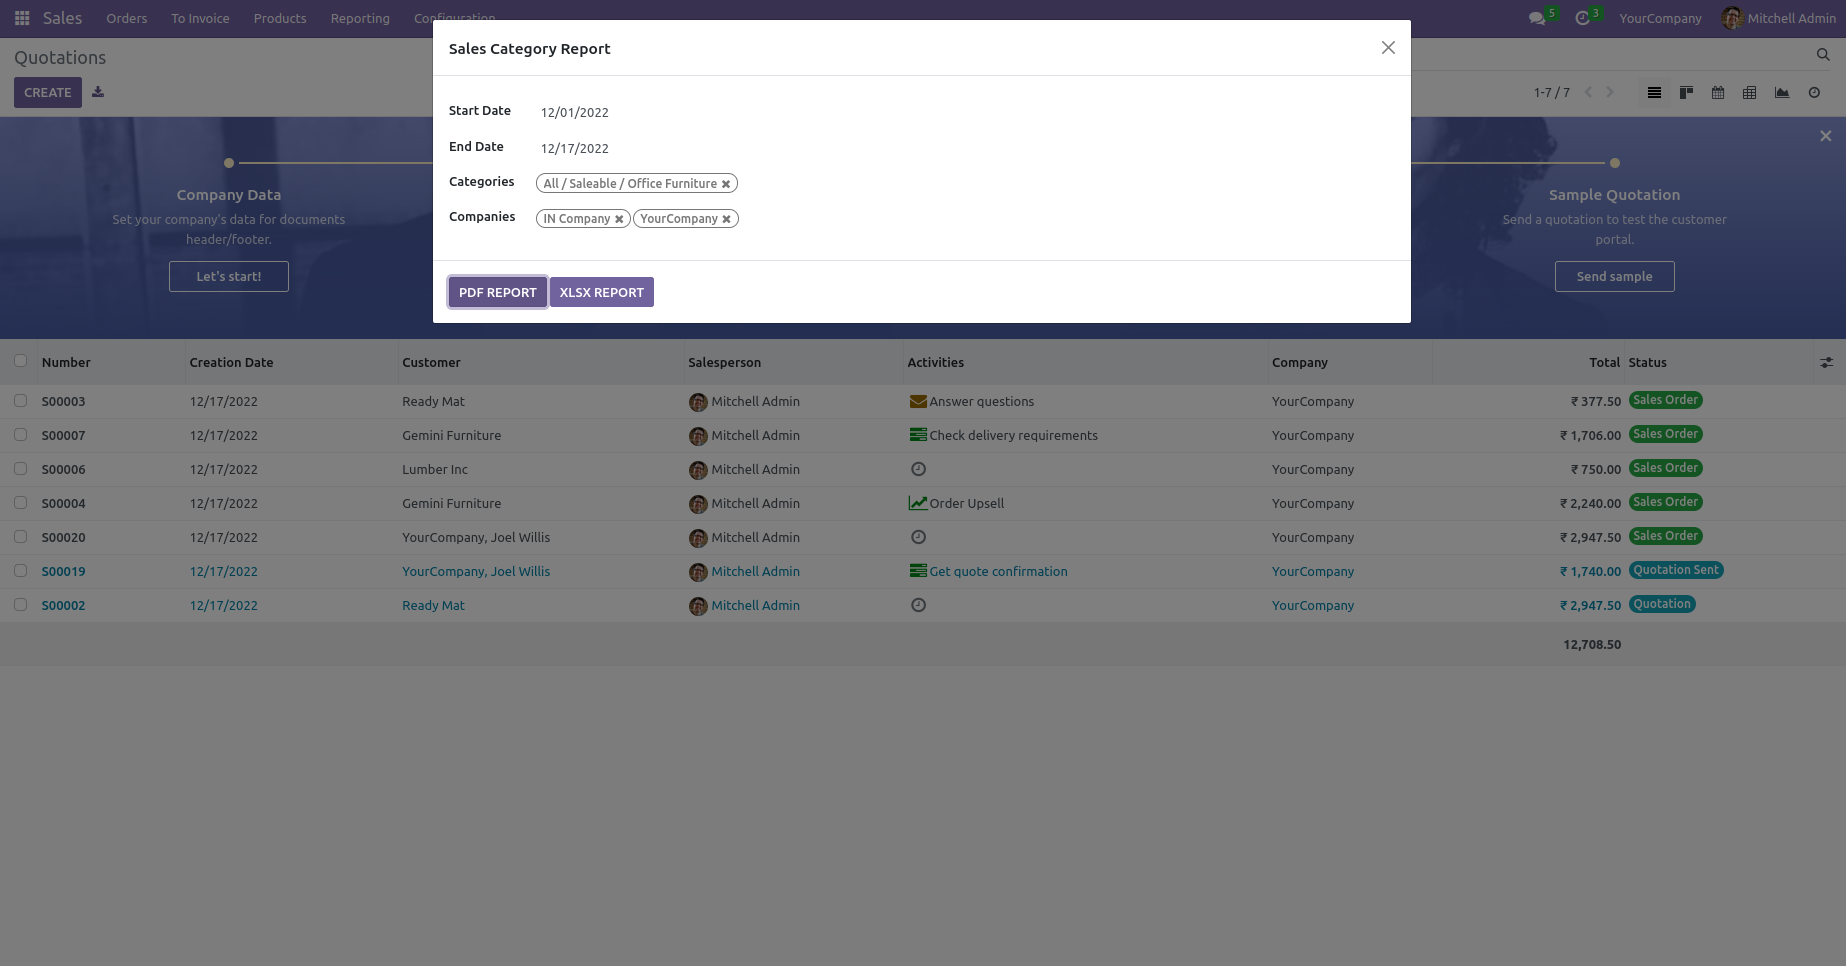 Sales Orders To Invoice Products Reporting Configuration 5 3 YourCompany Mitchell Admin
Quotations
CREATE 1-7 / 7
Sales Category Report
Start Date 12/01/2022
End Date 12/17/2022
Categories All / Saleable / Office Furniture
Companies IN Company YourCompany
PDF REPORT XLSX REPORT
Company Data
Set your company's data for documents
header/footer.
Let's start!
Sample Quotation
Send a quotation to test the customer
portal.
Send sample
Number Creation Date Customer Salesperson Activities Company Total Status
S00003 12/17/2022 Ready Mat Mitchell Admin Answer questions YourCompany ₹ 377.50 Sales Order
S00007 12/17/2022 Gemini Furniture Mitchell Admin Check delivery requirements YourCompany ₹ 1,706.00 Sales Order
S00006 12/17/2022 Lumber Inc Mitchell Admin YourCompany ₹ 750.00 Sales Order
S00004 12/17/2022 Gemini Furniture Mitchell Admin Order Upsell YourCompany ₹ 2,240.00 Sales Order
S00020 12/17/2022 YourCompany, Joel Willis Mitchell Admin YourCompany ₹ 2,947.50 Sales Order
S00019 12/17/2022 YourCompany, Joel Willis Mitchell Admin Get quote confirmation YourCompany ₹ 1,740.00 Quotation Sent
S00002 12/17/2022 Ready Mat Mitchell Admin YourCompany ₹ 2,947.50 Quotation
12,708.50